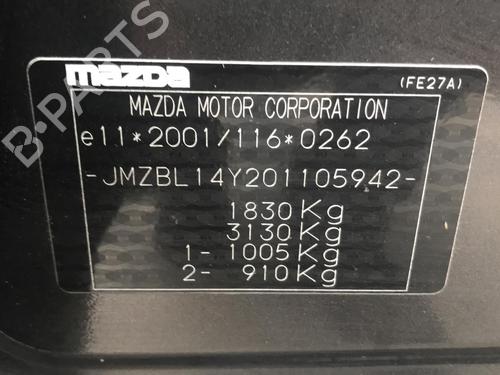 B-PARTS
mazda
(FE27A)
MAZDA MOTOR CORPORATION
e11*2001/116*0262
-JMZBL14Y201105942-
1830Kg
3130Kg
1- 1005Kg
2- 910Kg